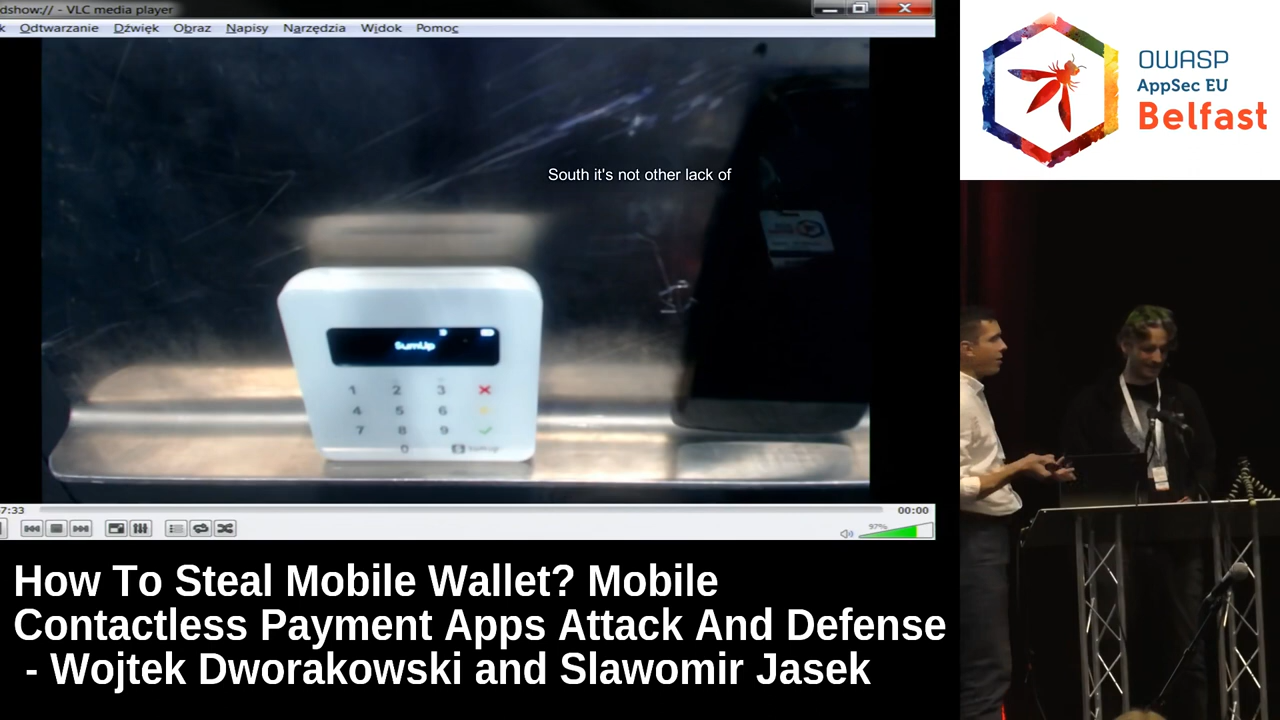 dshow:// - VLC media player
Odtwarzanie Dźwięk Obraz Napisy Narzędzia Widok Pomoc
South it's not other lack of
SumUp
1 2 3
4 5 6
7 8 9
0
7:33
00:00
97%
How To Steal Mobile Wallet? Mobile
Contactless Payment Apps Attack And Defense
- Wojtek Dworakowski and Slawomir Jasek
OWASP
AppSec EU
Belfast